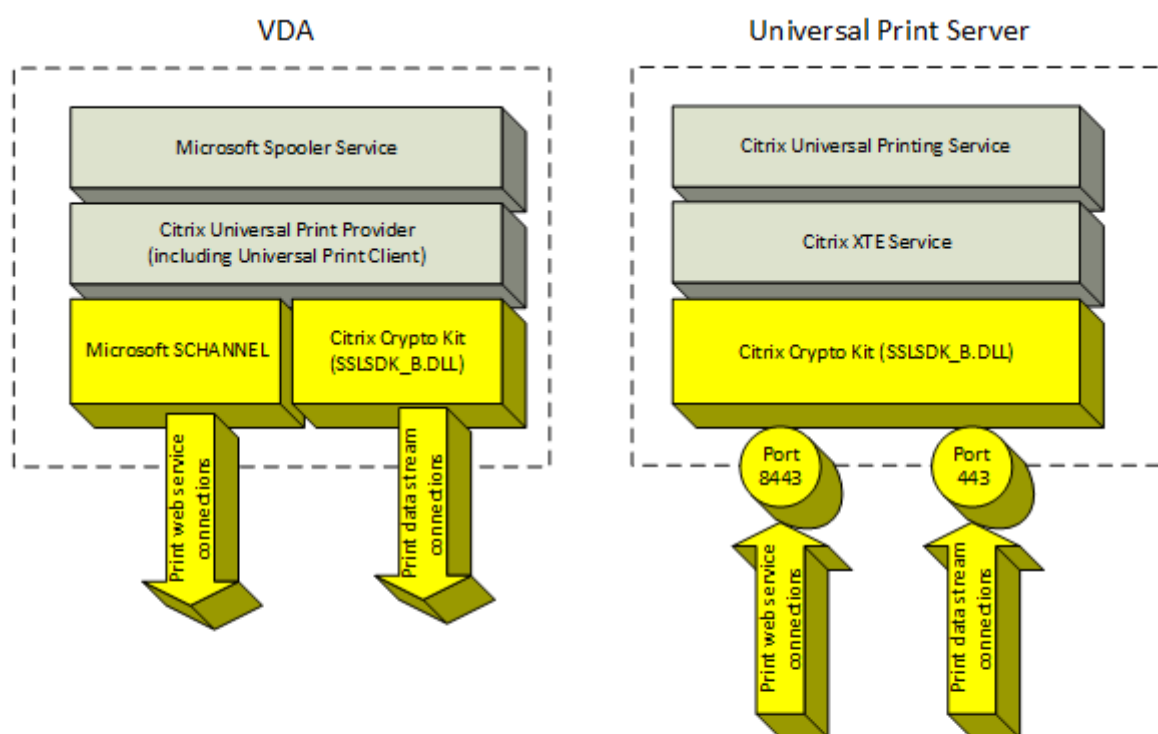 VDA
Universal Print Server
Microsoft Spooler Service
Citrix Universal Print Provider
(including Universal Print Client)
Microsoft SCHANNEL
Citrix Crypto Kit
(SSLSDK_B.DLL)
Print web service
connections
Print data stream
connections
Citrix Universal Printing Service
Citrix XTE Service
Citrix Crypto Kit (SSLSDK_B.DLL)
Port
8443
Port
443
Print web service
connections
Print data stream
connections